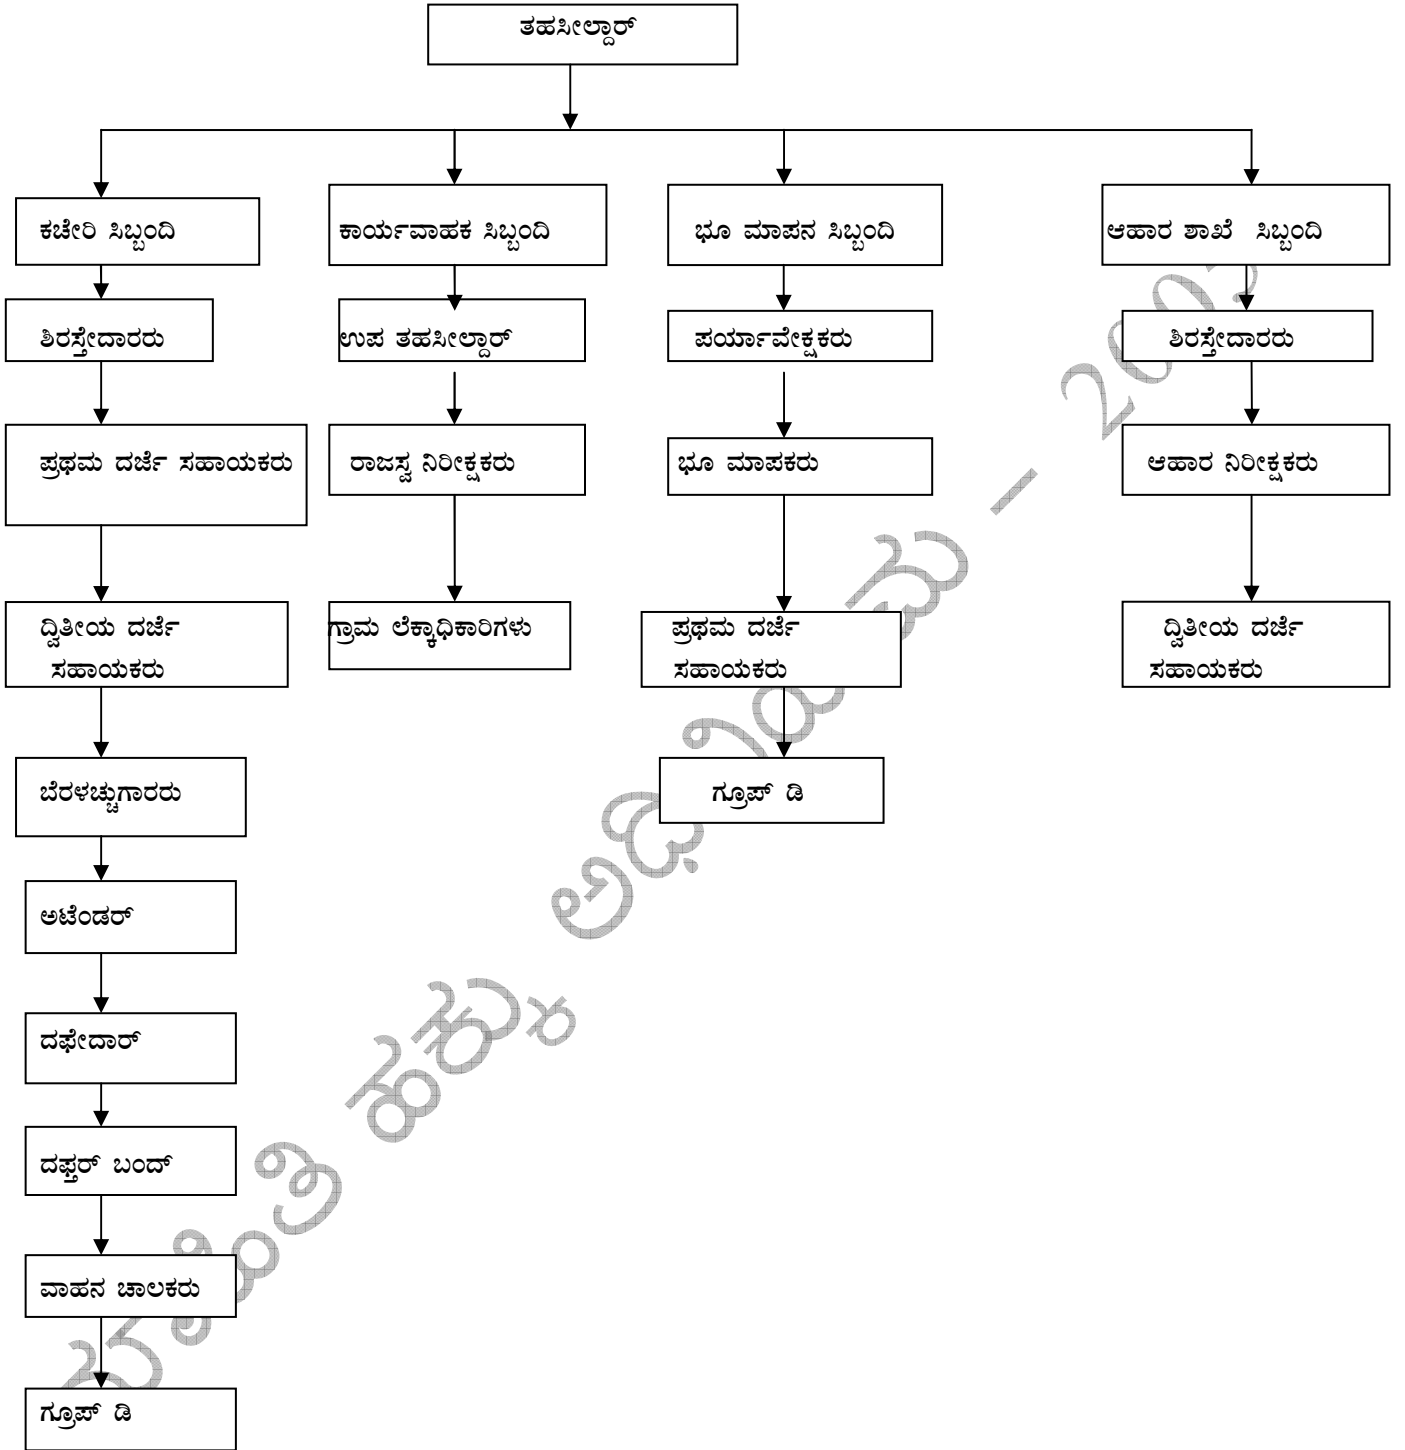 ತಹಸೀಲ್ದಾರ್
ಕಚೇರಿ ಸಿಬ್ಬಂದಿ
ಕಾರ್ಯವಾಹಕ ಸಿಬ್ಬಂದಿ
ಭೂ ಮಾಪನ ಸಿಬ್ಬಂದಿ
ಆಹಾರ ಶಾಖೆ ಸಿಬ್ಬಂದಿ
ಶಿರಸ್ತೇದಾರರು
ಉಪ ತಹಸೀಲ್ದಾರ್
ಪರ್ಯಾವೇಕ್ಷಕರು
ಶಿರಸ್ತೇದಾರರು
ಪ್ರಥಮ ದರ್ಜೆ ಸಹಾಯಕರು
ರಾಜಸ್ವ ನಿರೀಕ್ಷಕರು
ಭೂ ಮಾಪಕರು
ಆಹಾರ ನಿರೀಕ್ಷಕರು
ದ್ವಿತೀಯ ದರ್ಜೆ
ಸಹಾಯಕರು
ಗ್ರಾಮ ಲೆಕ್ಕಾಧಿಕಾರಿಗಳು
ಪ್ರಥಮ ದರ್ಜೆ
ಸಹಾಯಕರು
ದ್ವಿತೀಯ ದರ್ಜೆ
ಸಹಾಯಕರು
ಬೆರಳಚ್ಚುಗಾರರು
ಗ್ರೂಪ್ ಡಿ
ಅಟೆಂಡರ್
ದಫೇದಾರ್
ದಫ್ತರ್ ಬಂದ್
ವಾಹನ ಚಾಲಕರು
ಗ್ರೂಪ್ ಡಿ
ಹಕ್ಕು -